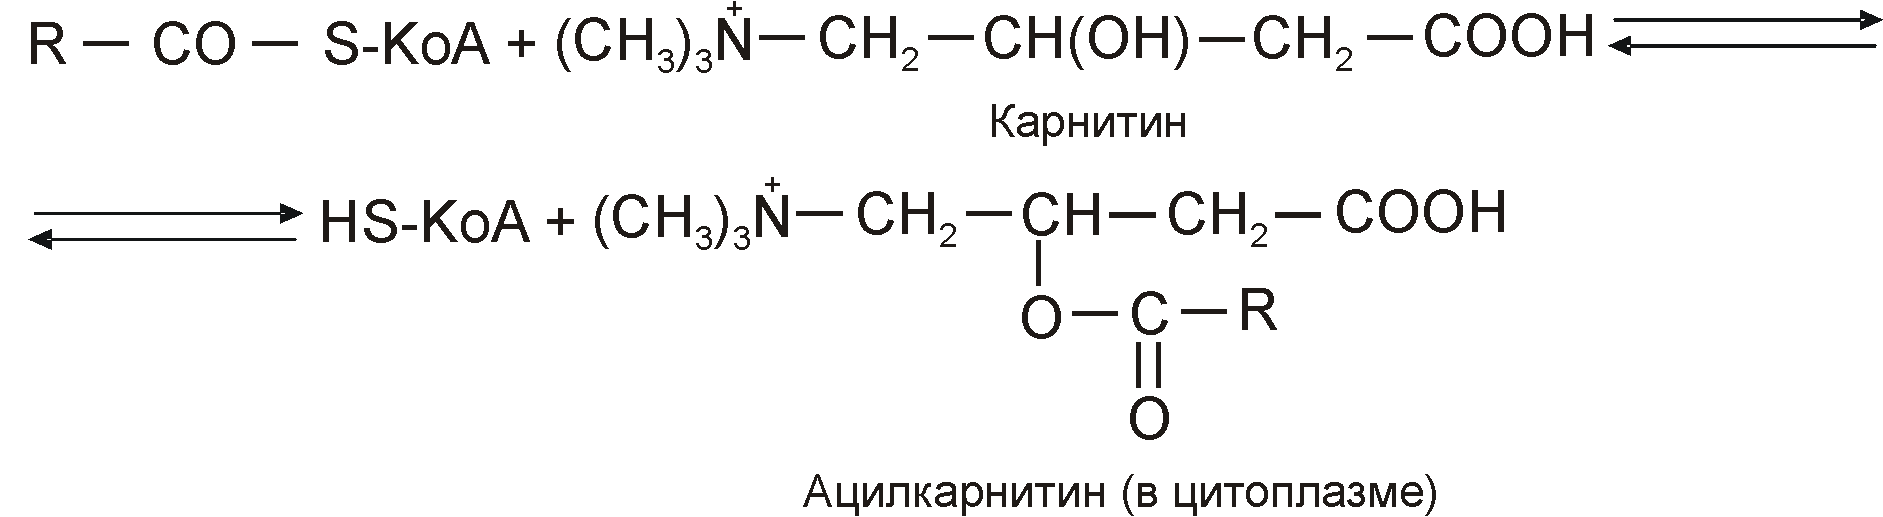 R — CO — S-KoA + (CH₃)₃N⁺— CH₂ — CH(OH) — CH₂ — COOH ⇄
Карнитин
⇄ HS-KoA + (CH₃)₃N⁺— CH₂ — CH — CH₂ — COOH
O — C — R
O
Ацилкарнитин (в цитоплазме)